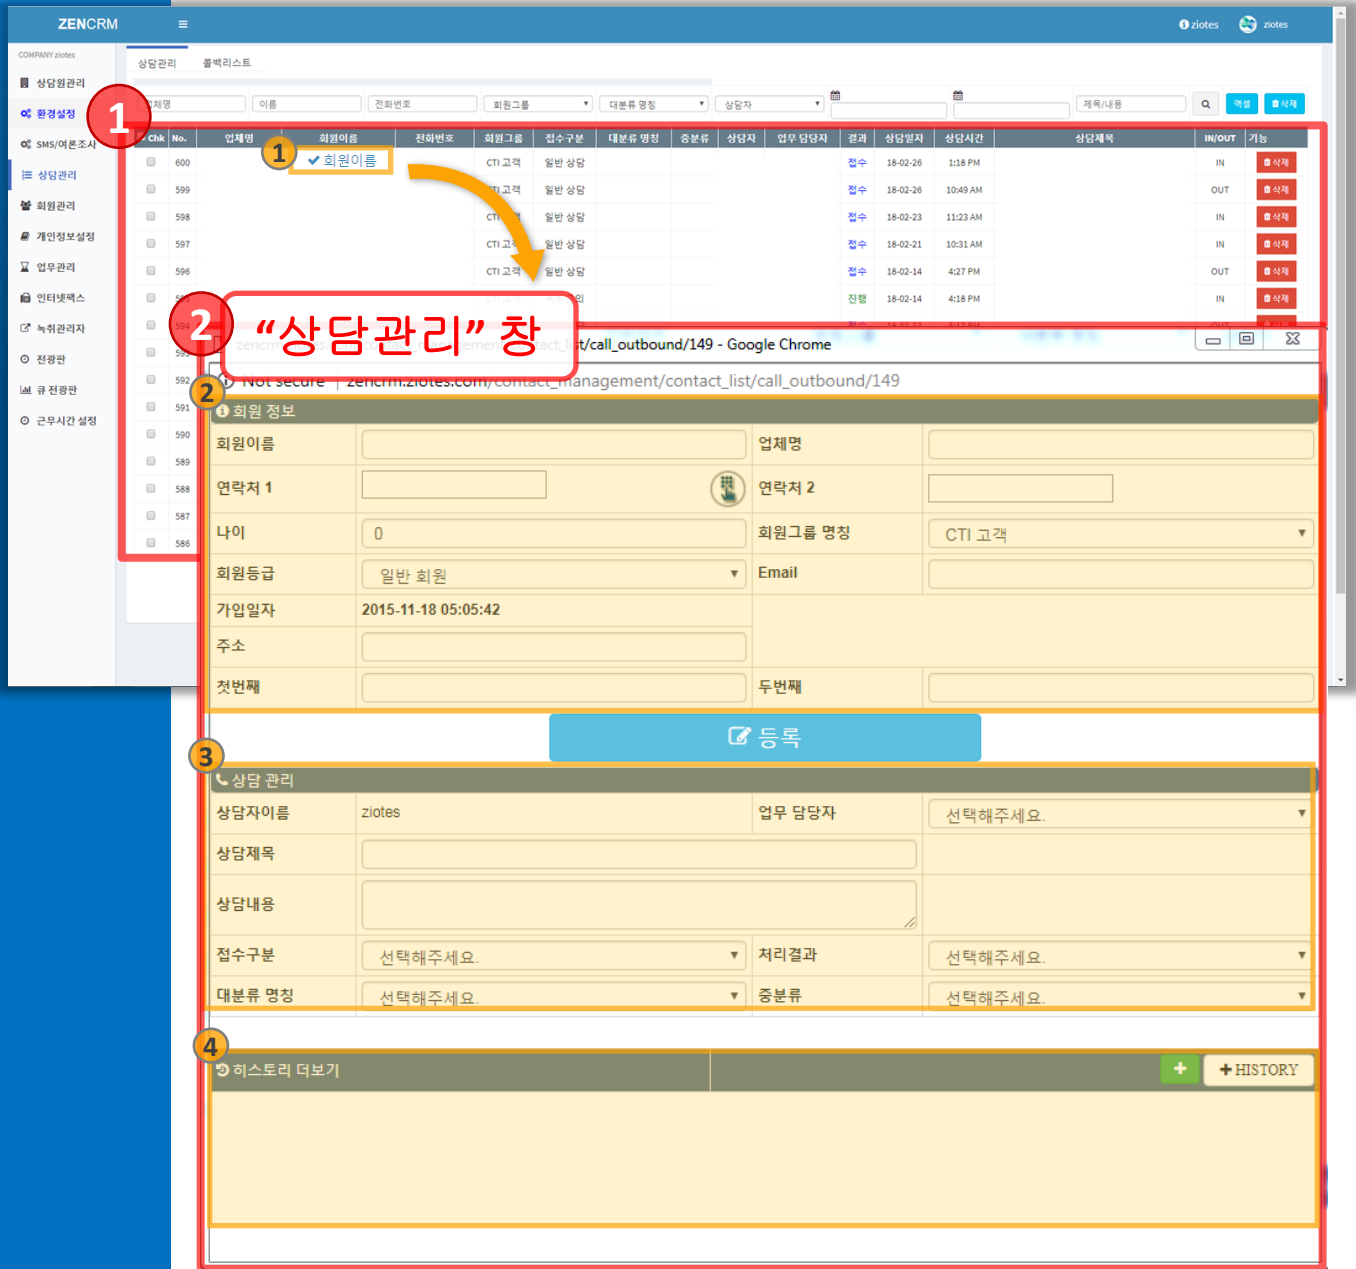 ZENCRM ≡ ziotes ziotes
COMPANY ziotes
상담원관리
환경설정
SMS/여론조사
상담관리
회원관리
개인정보설정
업무관리
인터넷팩스
녹취관리자
전광판
큐 전광판
근무시간 설정
상담관리 콜백리스트
업체명 이름 전화번호 회원그룹 대분류 명칭 상담자 제목/내용 엑셀 삭제
1
Chk No. 업체명 회원이름 전화번호 회원그룹 접수구분 대분류 명칭 중분류 상담자 업무 담당자 결과 상담일자 상담시간 상담제목 IN/OUT 기능
600 1 회원이름 CTI 고객 일반 상담 접수 18-02-26 1:18 PM IN 삭제
599 CTI 고객 일반 상담 접수 18-02-26 10:49 AM OUT 삭제
598 CTI 고객 일반 상담 접수 18-02-23 11:23 AM IN 삭제
597 CTI 고객 일반 상담 접수 18-02-21 10:31 AM IN 삭제
596 CTI 고객 일반 상담 접수 18-02-14 4:27 PM OUT 삭제
595 진행 18-02-14 4:18 PM IN 삭제
594
593
592
591
590
589
588
587
586
2 “상담관리” 창
zencrm.ziotes.com/contact_management/contact_list/call_outbound/149 - Google Chrome
Not secure | zencrm.ziotes.com/contact_management/contact_list/call_outbound/149
2
회원 정보
회원이름 업체명
연락처 1 연락처 2
나이 0 회원그룹 명칭 CTI 고객
회원등급 일반 회원 Email
가입일자 2015-11-18 05:05:42
주소
첫번째 두번째
등록
3
상담 관리
상담자이름 ziotes 업무 담당자 선택해주세요.
상담제목
상담내용
접수구분 선택해주세요. 처리결과 선택해주세요.
대분류 명칭 선택해주세요. 중분류 선택해주세요.
4
히스토리 더보기 + + HISTORY